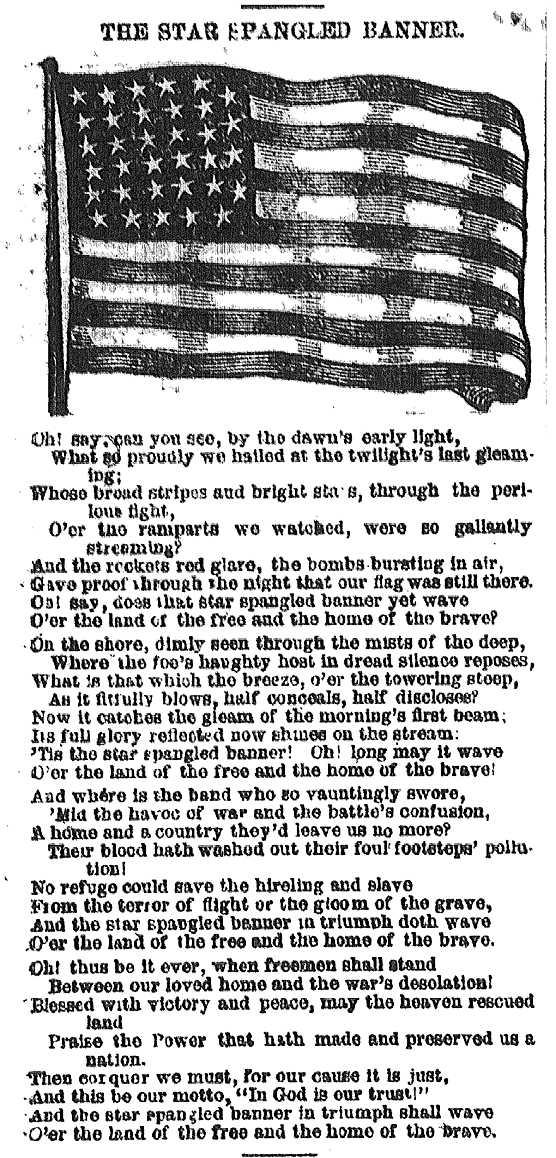 THE STAR SPANGLED BANNER.
Oh! say, can you see, by the dawn's early light,
What so proudly we hailed at the twilight's last gleam-
ing;
Whose broad stripes and bright stars, through the peri-
lous fight,
O'er the ramparts we watched, were so gallantly
streaming?
And the rockets red glare, the bombs bursting in air,
Gave proof through the night that our flag was still there.
Oh! say, does that star spangled banner yet wave
O'er the land of the free and the home of the brave?
On the shore, dimly seen through the mists of the deep,
Where the foe's haughty host in dread silence reposes,
What is that which the breeze, o'er the towering steep,
As it fitfully blows, half conceals, half discloses?
Now it catches the gleam of the morning's first beam;
Its full glory reflected now shines on the stream:
'Tis the star spangled banner! Oh! long may it wave
O'er the land of the free and the home of the brave!
And where is the band who so vauntingly swore,
'Mid the havoc of war and the battle's confusion,
A home and a country they'd leave us no more?
Their blood hath washed out their foul footsteps' pollu-
tion!
No refuge could save the hireling and slave
From the terror of flight or the gloom of the grave,
And the star spangled banner in triumph doth wave
O'er the land of the free and the home of the brave.
Oh! thus be it ever, when freemen shall stand
Between our loved home and the war's desolation!
Blessed with victory and peace, may the heaven rescued
land
Praise the Power that hath made and preserved us a
nation.
Then conquer we must, for our cause it is just,
And this be our motto, "In God is our trust!"
And the star spangled banner in triumph shall wave
O'er the land of the free and the home of the brave.